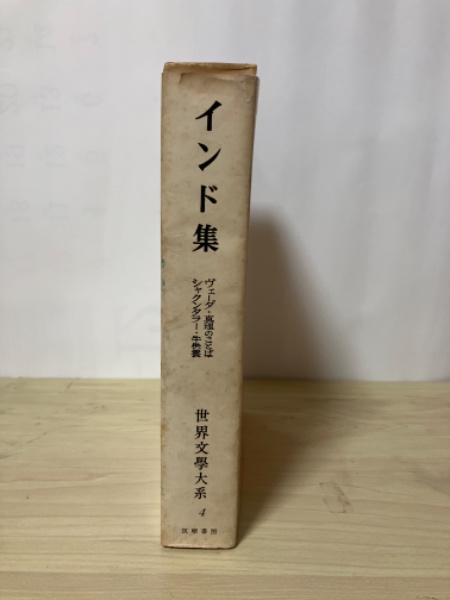 インド集
ヴェーダ・真理のことば
シャクンタラー・牛供養
世界文學大系
4
筑摩書房